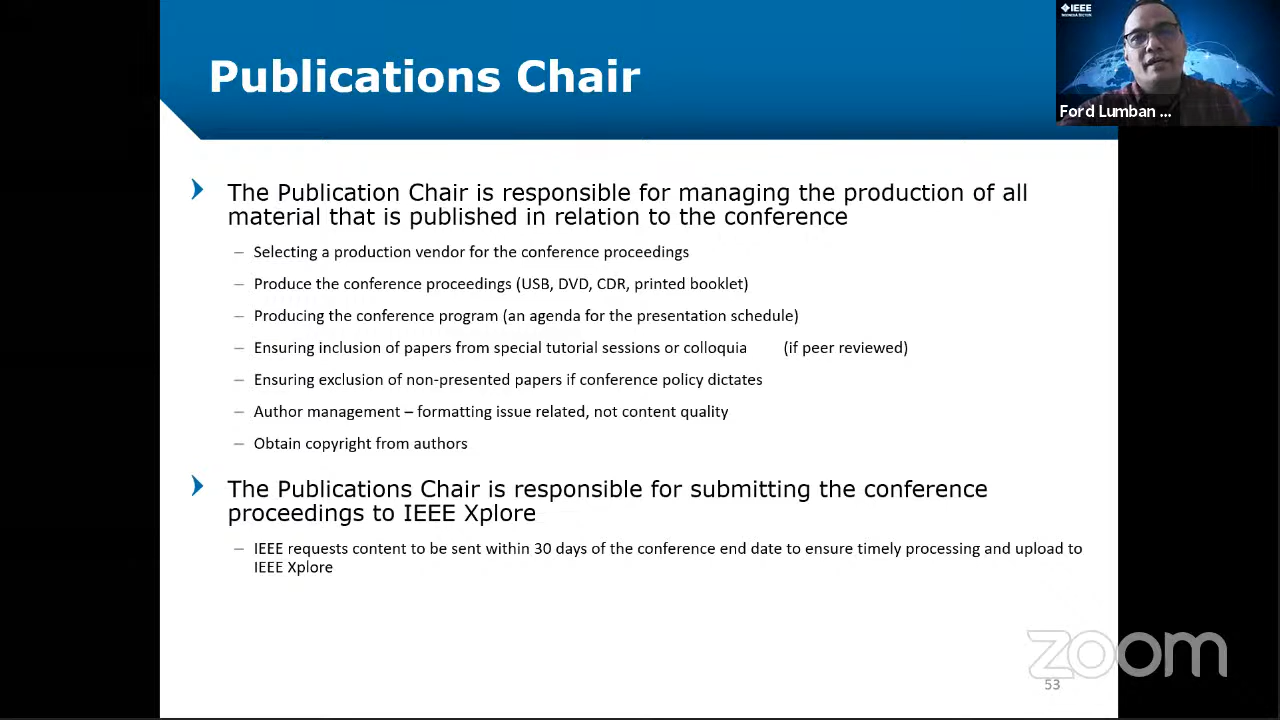 Publications Chair
IEEE
INDONESIA SECTION
Ford Lumban ...
The Publication Chair is responsible for managing the production of all
material that is published in relation to the conference
– Selecting a production vendor for the conference proceedings
– Produce the conference proceedings (USB, DVD, CDR, printed booklet)
– Producing the conference program (an agenda for the presentation schedule)
– Ensuring inclusion of papers from special tutorial sessions or colloquia (if peer reviewed)
– Ensuring exclusion of non-presented papers if conference policy dictates
– Author management – formatting issue related, not content quality
– Obtain copyright from authors
The Publications Chair is responsible for submitting the conference
proceedings to IEEE Xplore
– IEEE requests content to be sent within 30 days of the conference end date to ensure timely processing and upload to
IEEE Xplore
zoom
53